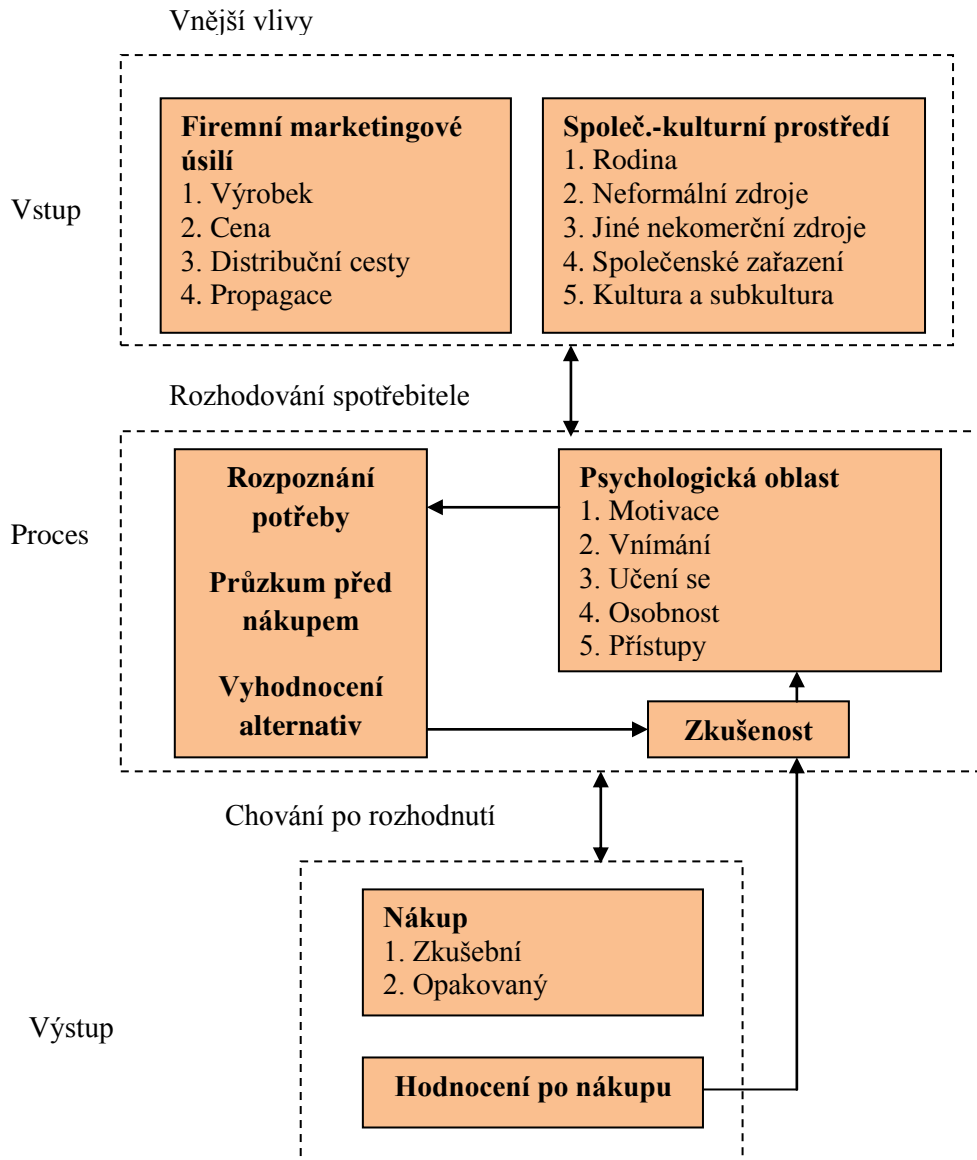 Vnější vlivy
Firemní marketingové
úsilí
1. Výrobek
2. Cena
3. Distribuční cesty
4. Propagace
Společ.-kulturní prostředí
1. Rodina
2. Neformální zdroje
3. Jiné nekomerční zdroje
4. Společenské zařazení
5. Kultura a subkultura
Vstup
Rozhodování spotřebitele
Rozpoznání
potřeby
Průzkum před
nákupem
Vyhodnocení
alternativ
Psychologická oblast
1. Motivace
2. Vnímání
3. Učení se
4. Osobnost
5. Přístupy
Proces
Zkušenost
Chování po rozhodnutí
Nákup
1. Zkušební
2. Opakovaný
Výstup
Hodnocení po nákupu